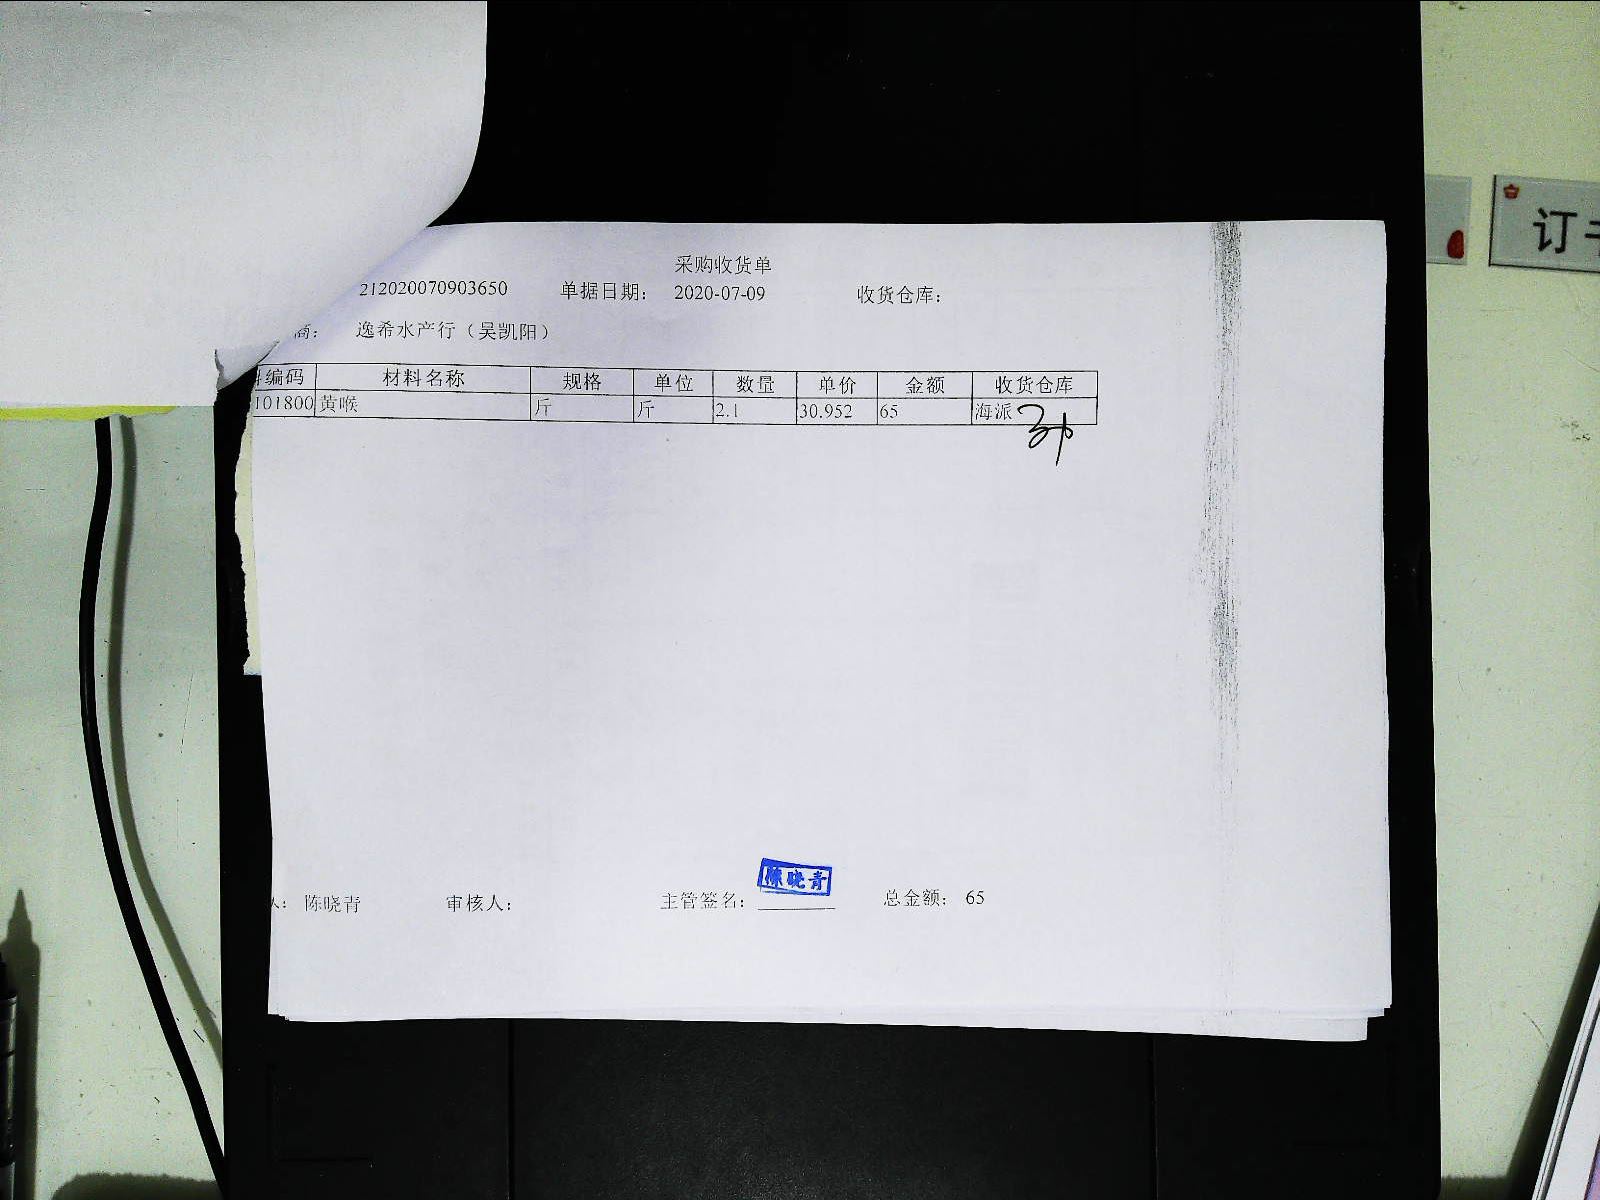 采购收货单
212020070903650 单据日期: 2020-07-09 收货仓库:
商: 逸希水产行（吴凯阳）
编码 材料名称 规格 单位 数量 单价 金额 收货仓库
101800 黄喉 斤 斤 2.1 30.952 65 海派
人: 陈晓青 审核人: 主管签名: 陈晓青 总金额: 65
订